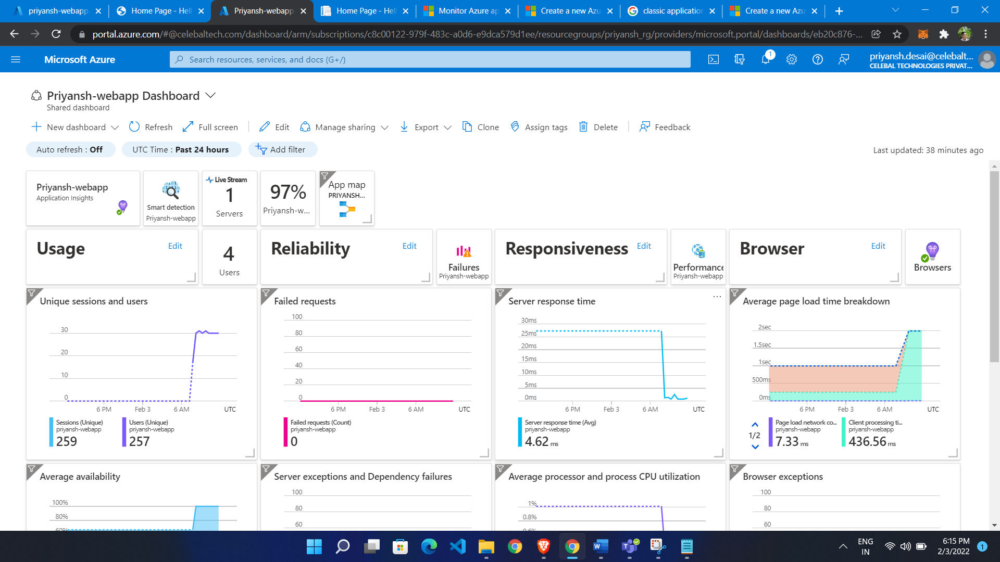 priyansh-webapp
Home Page - Hell
Priyansh-webapp
Home Page - Hell
Monitor Azure ap
Create a new Azu
classic application
Create a new Azu
portal.azure.com/#@celebaltech.com/dashboard/arm/subscriptions/c8c00122-979f-483c-a0d6-e9dca579d1ee/resourcegroups/priyansh_rg/providers/microsoft.portal/dashboards/eb20c876-...
Microsoft Azure
Search resources, services, and docs (G+/)
1
priyansh.desai@celebalt...
CELEBAL TECHNOLOGIES PRIVAT...
Priyansh-webapp Dashboard
Shared dashboard
New dashboard
Refresh
Full screen
Edit
Manage sharing
Export
Clone
Assign tags
Delete
Feedback
Auto refresh : Off
UTC Time : Past 24 hours
Add filter
Last updated: 38 minutes ago
Priyansh-webapp
Application Insights
Smart detection
Priyansh-webapp
Live Stream
1
Servers
97%
Priyansh-w...
App map
PRIYANSH...
Usage
Edit
4
Users
Reliability
Edit
Failures
Priyansh-webapp
Responsiveness
Edit
Performance
Priyansh-webapp
Browser
Edit
Browsers
Unique sessions and users
30
20
10
0
6 PM
Feb 3
6 AM
UTC
Sessions (Unique)
priyansh-webapp
259
Users (Unique)
priyansh-webapp
257
Failed requests
100
80
60
40
20
0
6 PM
Feb 3
6 AM
UTC
Failed requests (Count)
priyansh-webapp
0
Server response time
...
30ms
25ms
20ms
15ms
10ms
5ms
0ms
6 PM
Feb 3
6 AM
UTC
Server response time (Avg)
priyansh-webapp
4.62 ms
Average page load time breakdown
2sec
1.5sec
1sec
500ms
0ms
6 PM
Feb 3
6 AM
UTC
1/2
Page load network co...
priyansh-webapp
7.33 ms
Client processing ti...
priyansh-webapp
436.56 ms
Average availability
100%
80%
60%
Server exceptions and Dependency failures
100
80
60
Average processor and process CPU utilization
1%
0.8%
0.6%
Browser exceptions
100
80
60
ENG
IN
6:15 PM
2/3/2022
1